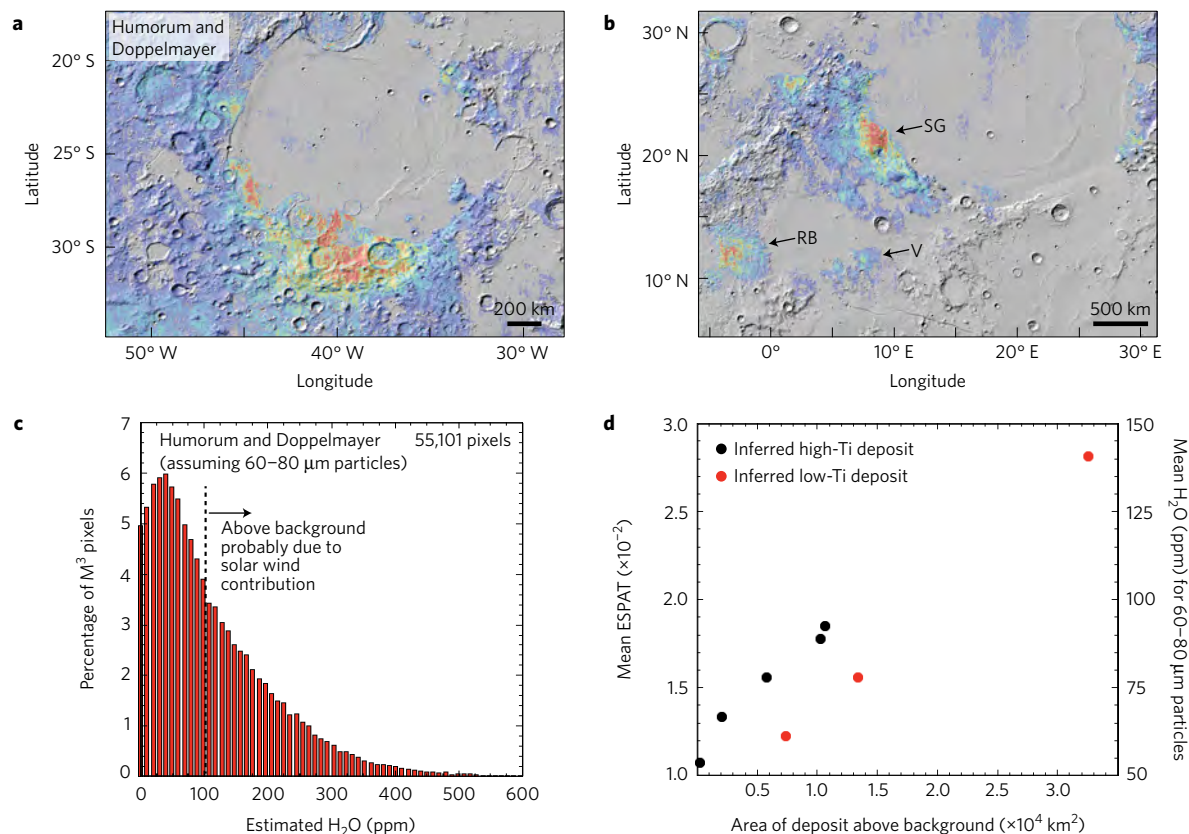 a
Humorum and
Doppelmayer
20° S
25° S
30° S
Latitude
50° W
40° W
30° W
Longitude
200 km
b
30° N
20° N
10° N
Latitude
0°
10° E
20° E
30° E
Longitude
SG
RB
V
500 km
c
Humorum and Doppelmayer
55,101 pixels
(assuming 60–80 μm particles)
Above background
probably due to
solar wind
contribution
Percentage of M³ pixels
7
6
5
4
3
2
1
0
0
100
200
300
400
500
600
Estimated H₂O (ppm)
d
Inferred high-Ti deposit
Inferred low-Ti deposit
Mean ESPAT (×10⁻²)
3.0
2.5
2.0
1.5
1.0
0.5
1.0
1.5
2.0
2.5
3.0
Area of deposit above background (×10⁴ km²)
150
125
100
75
50
Mean H₂O (ppm) for 60–80 μm particles